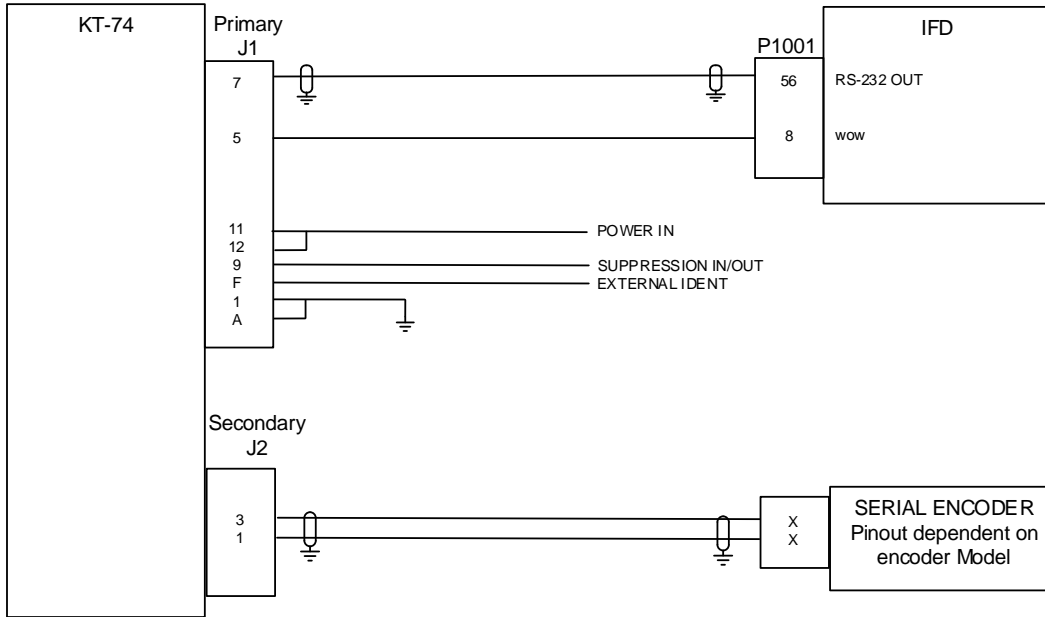 KT-74
Primary
J1
7
5
11
12
9
F
1
A
P1001
56
8
IFD
RS-232 OUT
wow
POWER IN
SUPPRESSION IN/OUT
EXTERNAL IDENT
Secondary
J2
3
1
X
X
SERIAL ENCODER
Pinout dependent on
encoder Model